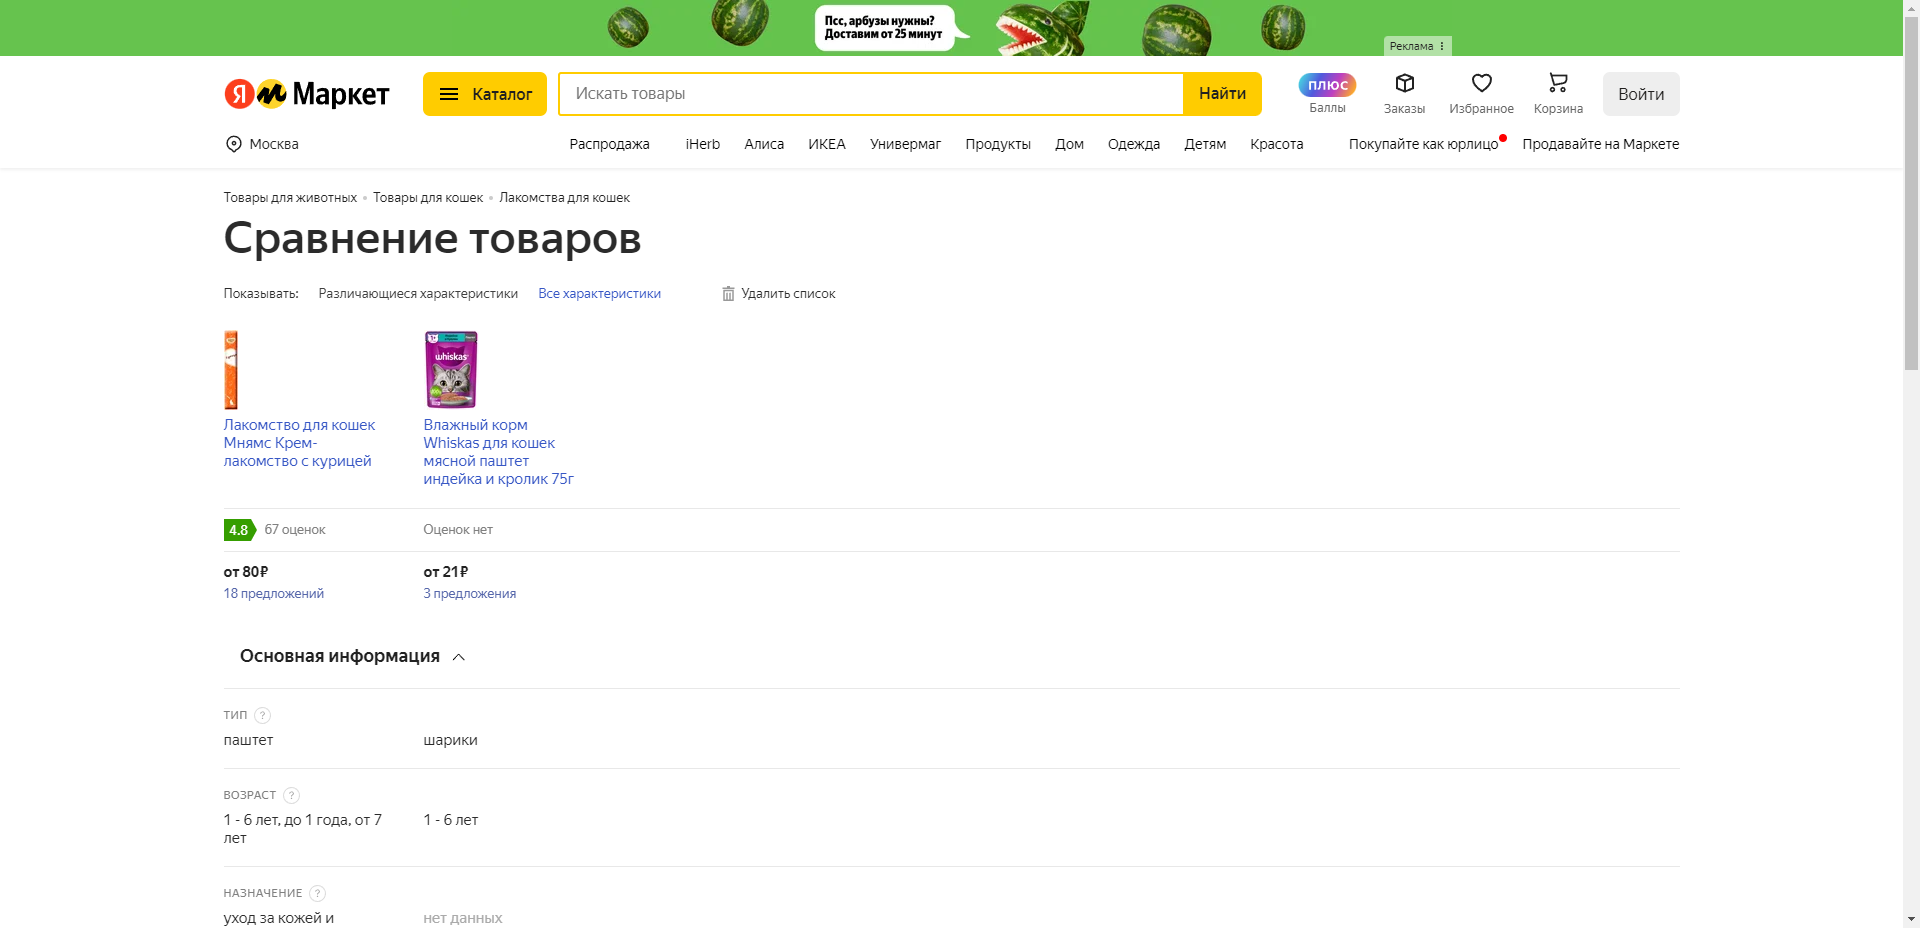 Псс, арбузы нужны?
Доставим от 25 минут
Реклама
Я Маркет
Каталог
Искать товары
Найти
плюс
Баллы
Заказы
Избранное
Корзина
Войти
Москва
Распродажа
iHerb
Алиса
ИКЕА
Универмаг
Продукты
Дом
Одежда
Детям
Красота
Покупайте как юрлицо
Продавайте на Маркете
Товары для животных • Товары для кошек • Лакомства для кошек
Сравнение товаров
Показывать: Различающиеся характеристики Все характеристики Удалить список
whiskas
Лакомство для кошек
Мнямс Крем-
лакомство с курицей
Влажный корм
Whiskas для кошек
мясной паштет
индейка и кролик 75г
4.8 67 оценок
Оценок нет
от 80₽
18 предложений
от 21₽
3 предложения
Основная информация
ТИП ?
паштет
шарики
ВОЗРАСТ ?
1 - 6 лет, до 1 года, от 7
лет
1 - 6 лет
НАЗНАЧЕНИЕ ?
уход за кожей и
нет данных